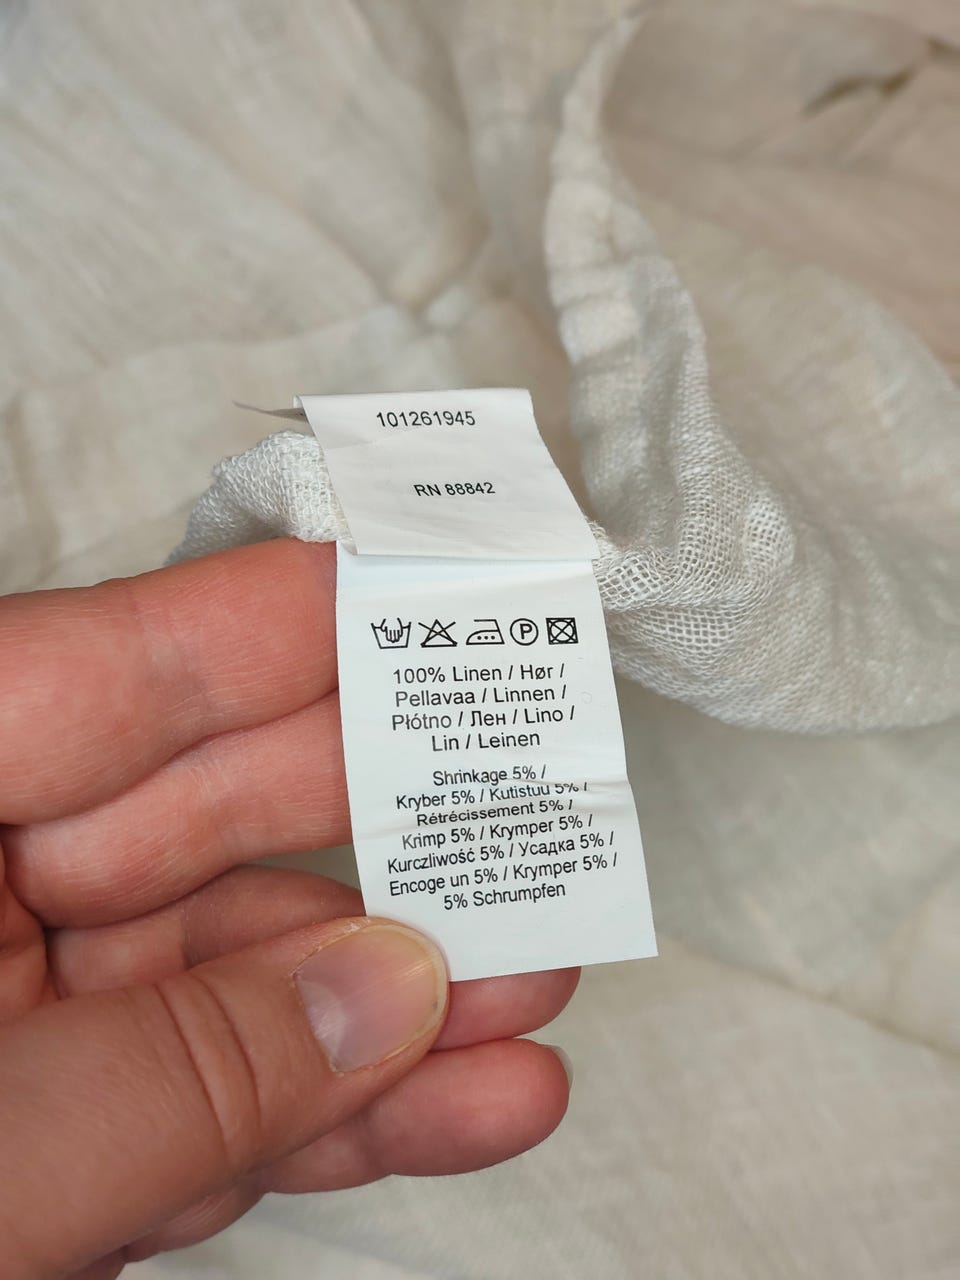 101261945
RN 88842
P
100% Linen / Hør /
Pellavaa / Linnen /
Płótno / Лен / Lino /
Lin / Leinen
Shrinkage 5% /
Kryber 5% / Kutistuu 5% /
Rétrécissement 5% /
Krimp 5% / Krymper 5% /
Kurczliwość 5% / Усадка 5% /
Encoge un 5% / Krymper 5% /
5% Schrumpfen